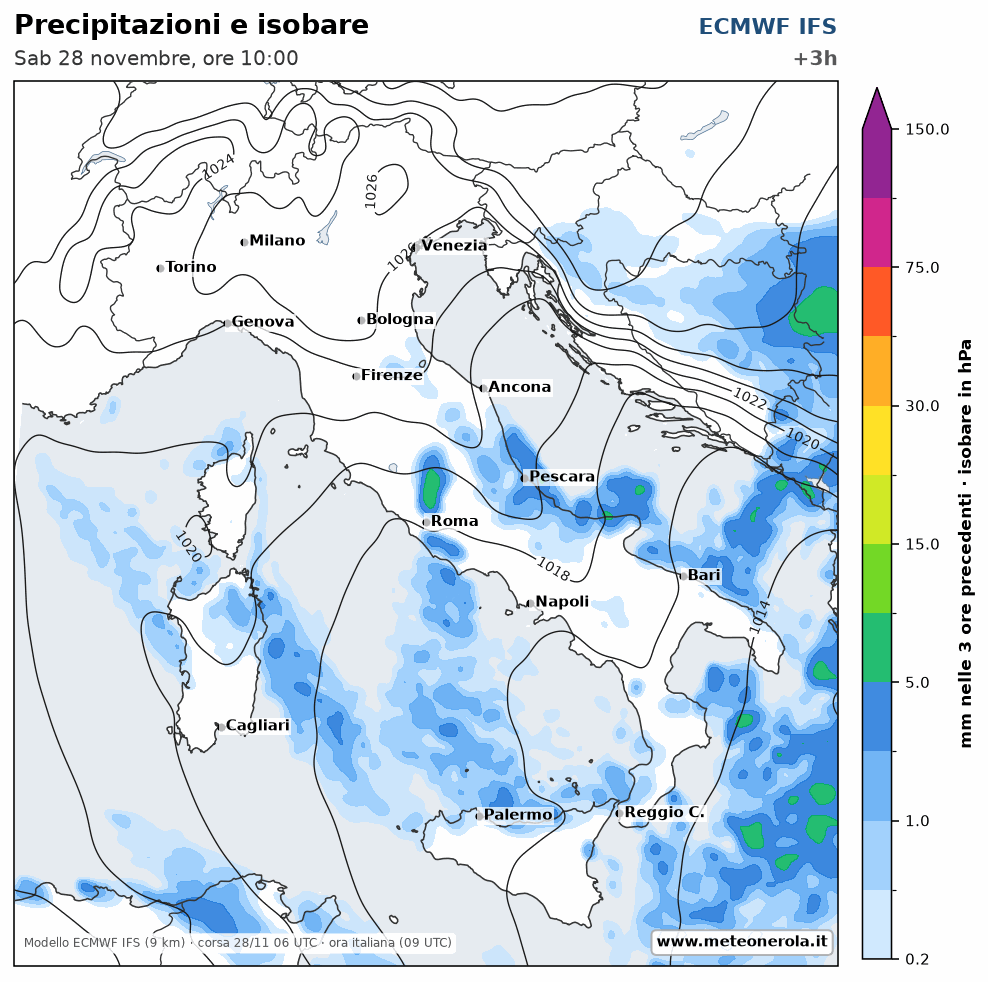 Precipitazioni e isobare
ECMWF IFS
Sab 28 novembre, ore 10:00
+3h
150.0
1024
1026
Milano
1020
Venezia
Torino
75.0
Genova
Bologna
Firenze
Ancona
1022
30.0
1020
Pescara
Roma
1020
15.0
1018
Bari
Napoli
1014
5.0
Cagliari
Palermo
Reggio C.
1.0
mm nelle 3 ore precedenti · isobare in hPa
Modello ECMWF IFS (9 km) · corsa 28/11 06 UTC · ora italiana (09 UTC)
www.meteonerola.it
0.2